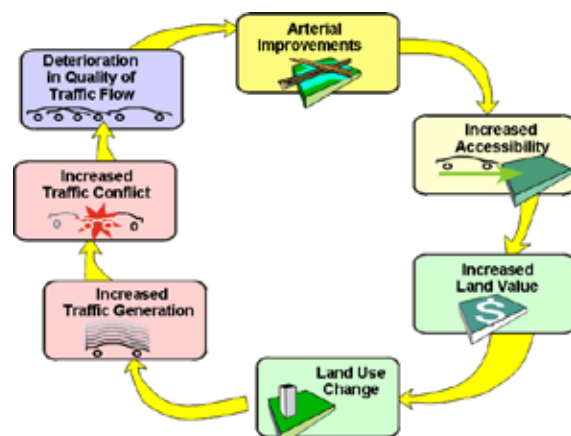 Arterial
Improvements
Increased
Accessibility
Increased
Land Value
$
Land Use
Change
Increased
Traffic Generation
Increased
Traffic Conflict
Deterioration
in Quality of
Traffic Flow